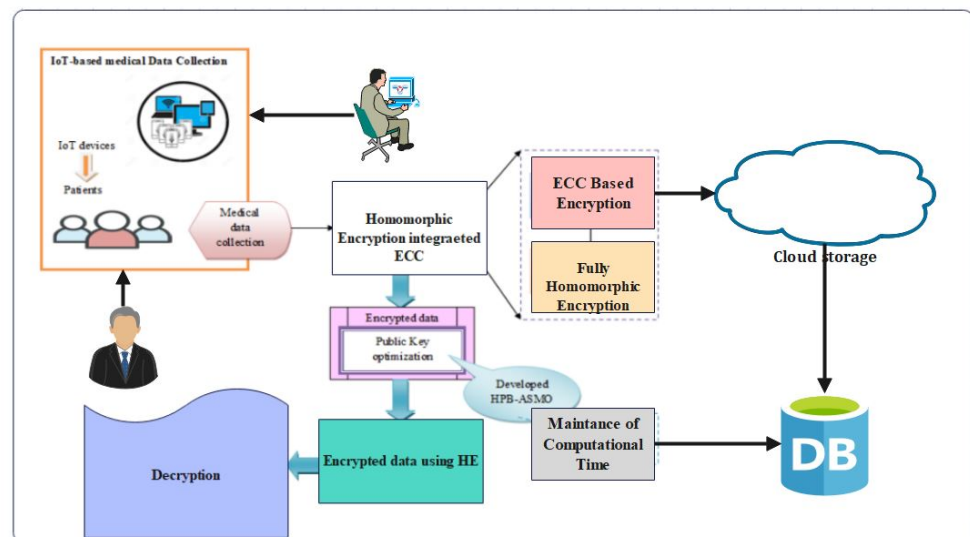 IoT-based medical Data Collection
IoT devices
Patients
Medical
data
collection
Homomorphic
Encryption integraeted
ECC
ECC Based
Encryption
Fully
Homomorphic
Encryption
Cloud storage
Encrypted data
Public Key
optimization
Developed
HPB-ASMO
Maintance of
Computational
Time
DB
Encrypted data using HE
Decryption